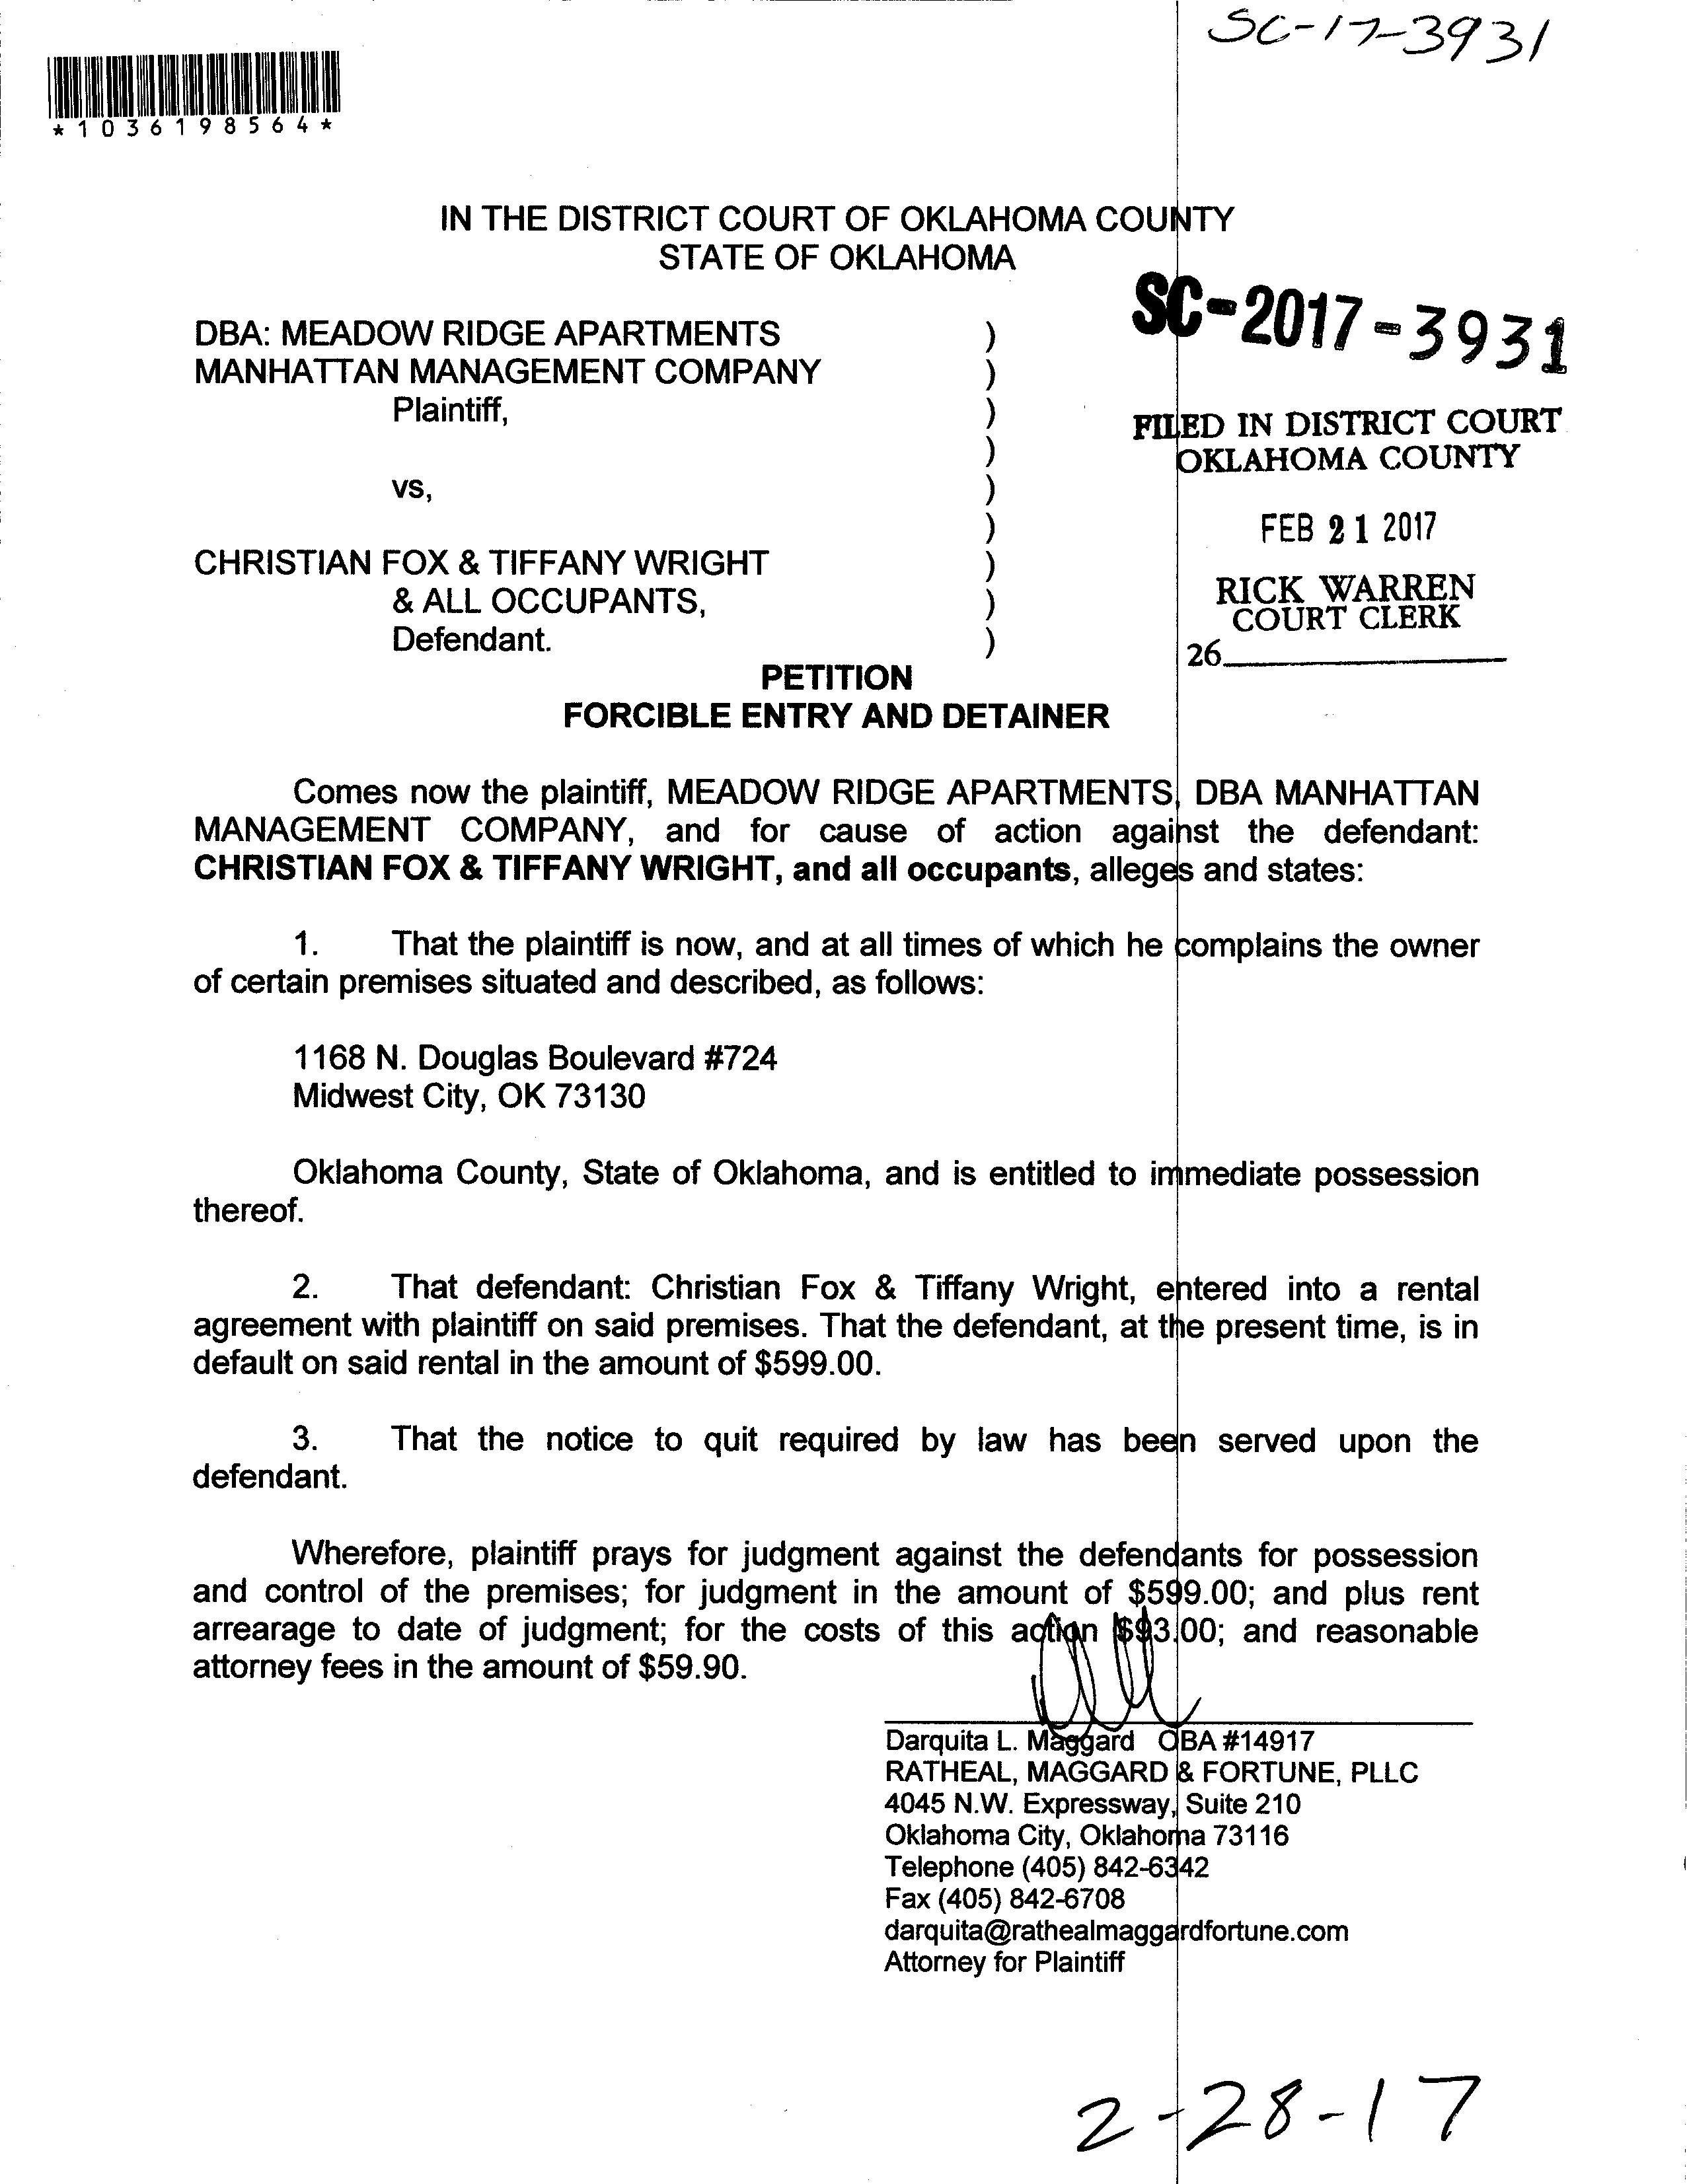 SC-17-3931
*1036198564*
IN THE DISTRICT COURT OF OKLAHOMA COUNTY
STATE OF OKLAHOMA
SC-2017-3931
DBA: MEADOW RIDGE APARTMENTS )
MANHATTAN MANAGEMENT COMPANY )
Plaintiff, )
)
vs, )
)
CHRISTIAN FOX & TIFFANY WRIGHT )
& ALL OCCUPANTS, )
Defendant. )
FILED IN DISTRICT COURT
OKLAHOMA COUNTY
FEB 21 2017
RICK WARREN
COURT CLERK
26
PETITION
FORCIBLE ENTRY AND DETAINER
Comes now the plaintiff, MEADOW RIDGE APARTMENTS, DBA MANHATTAN
MANAGEMENT COMPANY, and for cause of action against the defendant:
CHRISTIAN FOX & TIFFANY WRIGHT, and all occupants, alleges and states:
1. That the plaintiff is now, and at all times of which he complains the owner
of certain premises situated and described, as follows:
1168 N. Douglas Boulevard #724
Midwest City, OK 73130
Oklahoma County, State of Oklahoma, and is entitled to immediate possession
thereof.
2. That defendant: Christian Fox & Tiffany Wright, entered into a rental
agreement with plaintiff on said premises. That the defendant, at the present time, is in
default on said rental in the amount of $599.00.
3. That the notice to quit required by law has been served upon the
defendant.
Wherefore, plaintiff prays for judgment against the defendants for possession
and control of the premises; for judgment in the amount of $599.00; and plus rent
arrearage to date of judgment; for the costs of this action $93.00; and reasonable
attorney fees in the amount of $59.90.
Darquita L. Maggard OBA #14917
RATHEAL, MAGGARD & FORTUNE, PLLC
4045 N.W. Expressway, Suite 210
Oklahoma City, Oklahoma 73116
Telephone (405) 842-6342
Fax (405) 842-6708
darquita@rathealmaggardfortune.com
Attorney for Plaintiff
2-28-17